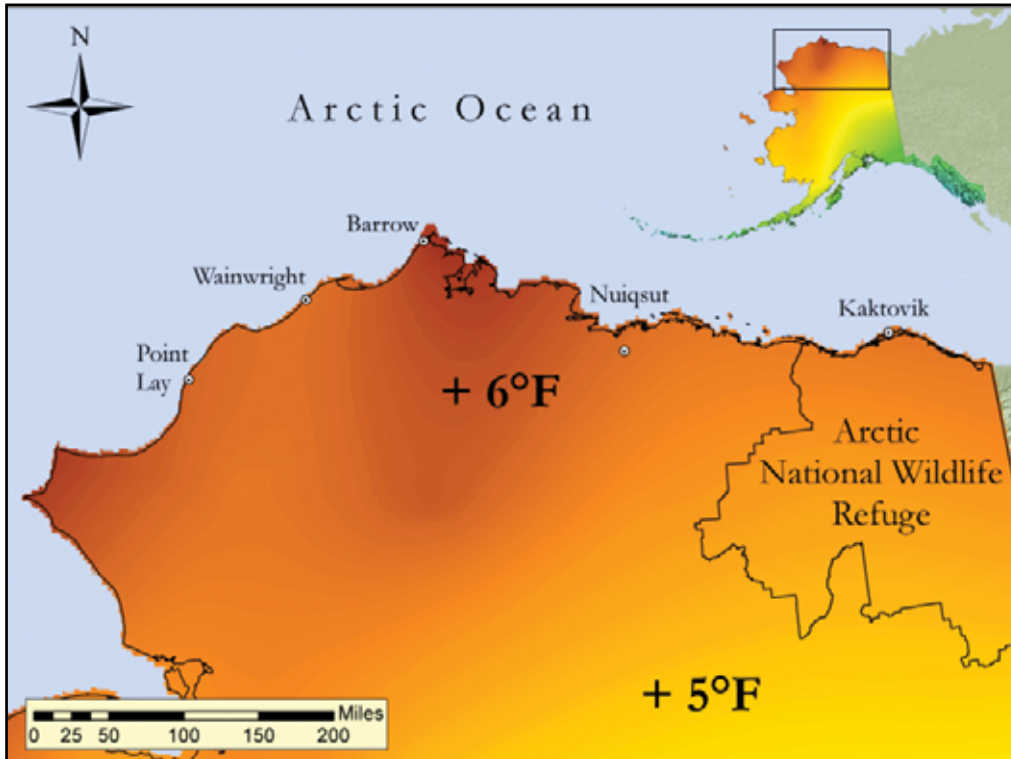 N
Arctic Ocean
Barrow
Wainwright
Nuiqsut
Kaktovik
Point
Lay
+ 6°F
Arctic
National Wildlife
Refuge
+ 5°F
Miles
0 25 50 100 150 200